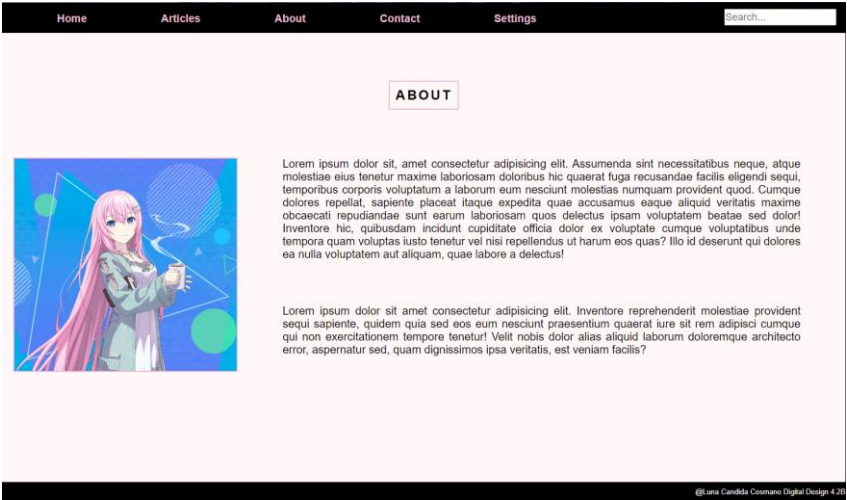 Home Articles About Contact Settings Search...
ABOUT
Lorem ipsum dolor sit, amet consectetur adipisicing elit. Assumenda sint necessitatibus neque, atque
molestiae eius tenetur maxime laboriosam doloribus hic quaerat fuga recusandae facilis eligendi sequi,
temporibus corporis voluptatum a laborum eum nesciunt molestias numquam provident quod. Cumque
dolores repellat, sapiente placeat itaque expedita quae accusamus eaque aliquid veritatis maxime
obcaecati repudiandae sunt earum laboriosam quos delectus ipsam voluptatem beatae sed dolor!
Inventore hic, quibusdam incidunt cupiditate officia dolor ex voluptate cumque voluptatibus unde
tempora quam voluptas iusto tenetur vel nisi repellendus ut harum eos quas? Illo id deserunt qui dolores
ea nulla voluptatem aut aliquam, quae labore a delectus!
Lorem ipsum dolor sit amet consectetur adipisicing elit. Inventore reprehenderit molestiae provident
sequi sapiente, quidem quia sed eos eum nesciunt praesentium quaerat iure sit rem adipisci cumque
qui non exercitationem tempore tenetur! Velit nobis dolor alias aliquid laborum doloremque architecto
error, aspernatur sed, quam dignissimos ipsa veritatis, est veniam facilis?
@Luna Candida Cosmano Digital Design 4.2B